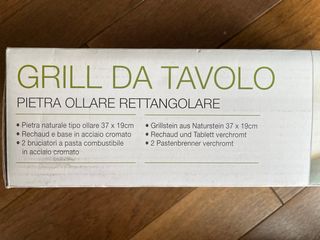 GRILL DA TAVOLO
PIETRA OLLARE RETTANGOLARE
• Pietra naturale tipo ollare 37 x 19cm
• Rechaud e base in acciaio cromato
• 2 bruciatori a pasta combustibile
in acciaio cromato
• Grillstein aus Naturstein 37 x 19cm
• Rechaud und Tablett verchromt
• 2 Pastenbrenner verchromt